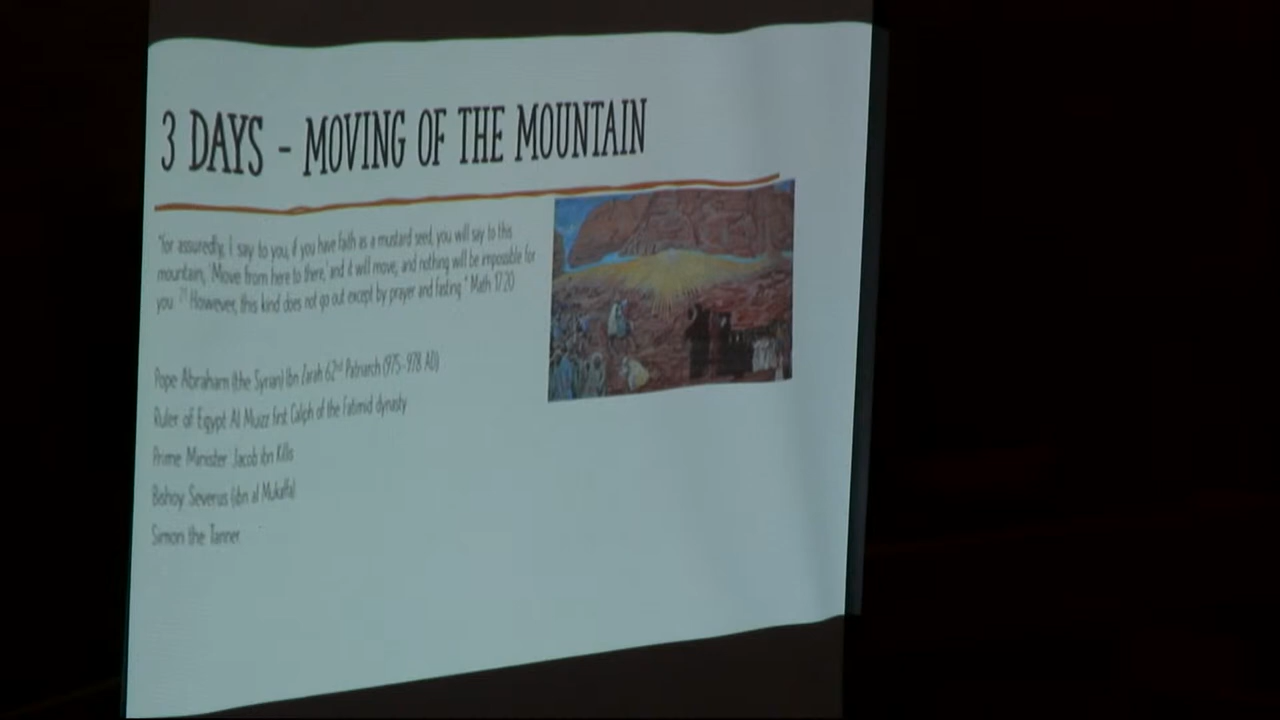 3 DAYS - MOVING OF THE MOUNTAIN
"for assuredly, I say to you, if you have faith as a mustard seed, you will say to this
mountain, 'Move from here to there,' and it will move; and nothing will be impossible for
you. 21 However, this kind does not go out except by prayer and fasting." Math 17:20
Pope Abraham (the Syrian) Ibn Zarah 62nd Patriarch (975-978 AD)
Ruler of Egypt Al Muizz first Caliph of the Fatimid dynasty
Prime Minister Jacob ibn Killis
Bishoy Severus (ibn al Mukaffa)
Simon the Tanner